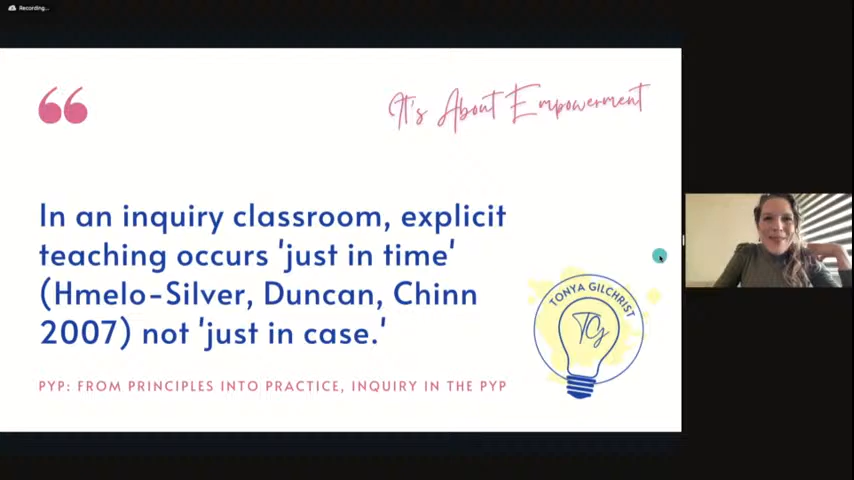 Recording...
It's About Empowerment
In an inquiry classroom, explicit
teaching occurs 'just in time'
(Hmelo-Silver, Duncan, Chinn
2007) not 'just in case.'
TONYA GILCHRIST
TG
PYP: FROM PRINCIPLES INTO PRACTICE, INQUIRY IN THE PYP